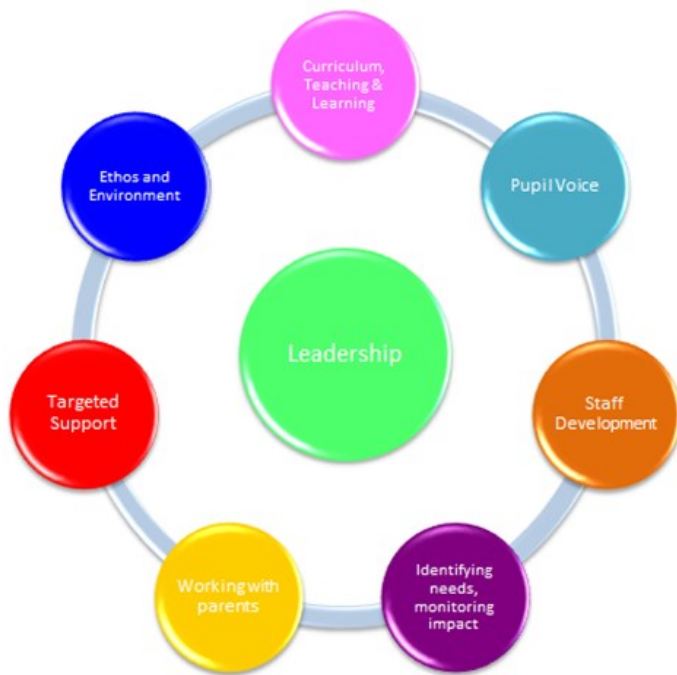 Curriculum,
Teaching &
Learning
Pupil Voice
Staff
Development
Identifying
needs,
monitoring
impact
Working with
parents
Targeted
Support
Ethos and
Environment
Leadership